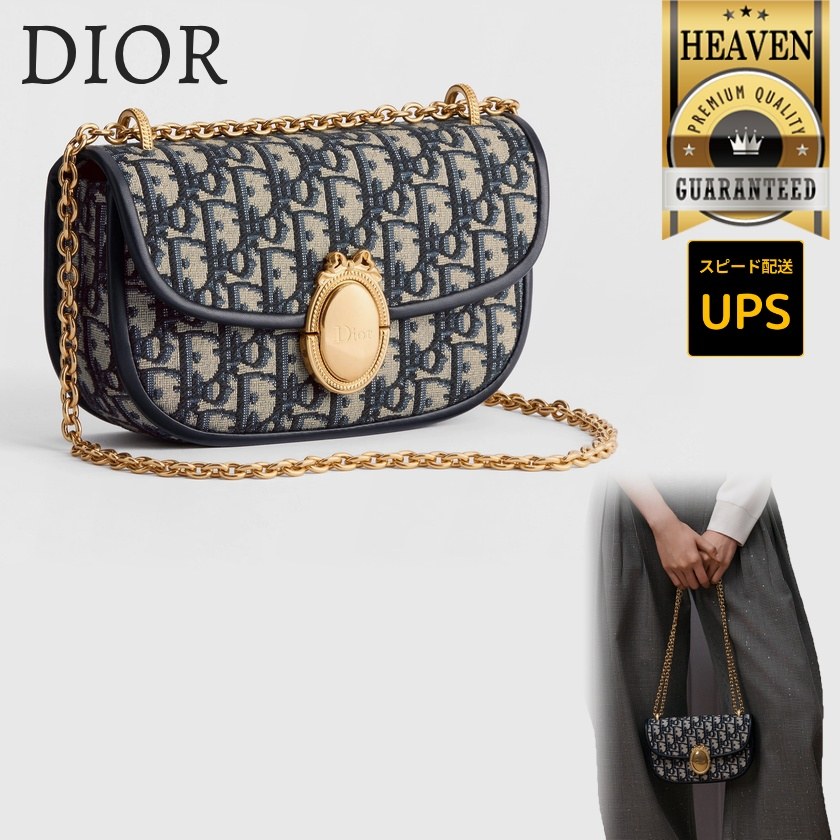 DIOR
HEAVEN
PREMIUM QUALITY
GUARANTEED
スピード配送
UPS
Dior